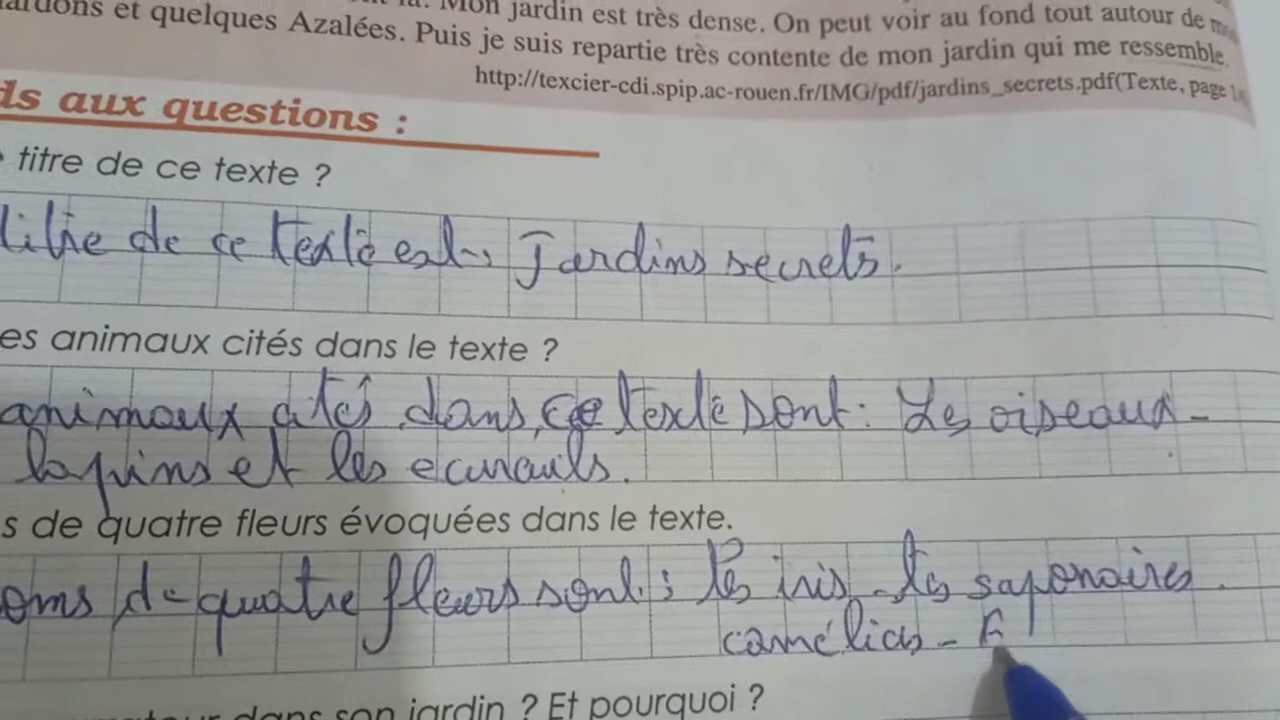 Mon jardin est très dense. On peut voir au fond tout autour de
et quelques Azalées. Puis je suis repartie très contente de mon jardin qui me ressemble.
http://texcier-cdi.spip.ac-rouen.fr/IMG/pdf/jardins_secrets.pdf(Texte, page
ds aux questions :
titre de ce texte ?
titre de ce texte est : Jardins secrets.
es animaux cités dans le texte ?
animaux cités dans ce texte sont : Les oiseaux -
lapins et les ecureuils.
s de quatre fleurs évoquées dans le texte.
oms de quatre fleurs sont : les iris - les saponaires.
camélias -
dans son jardin ? Et pourquoi ?